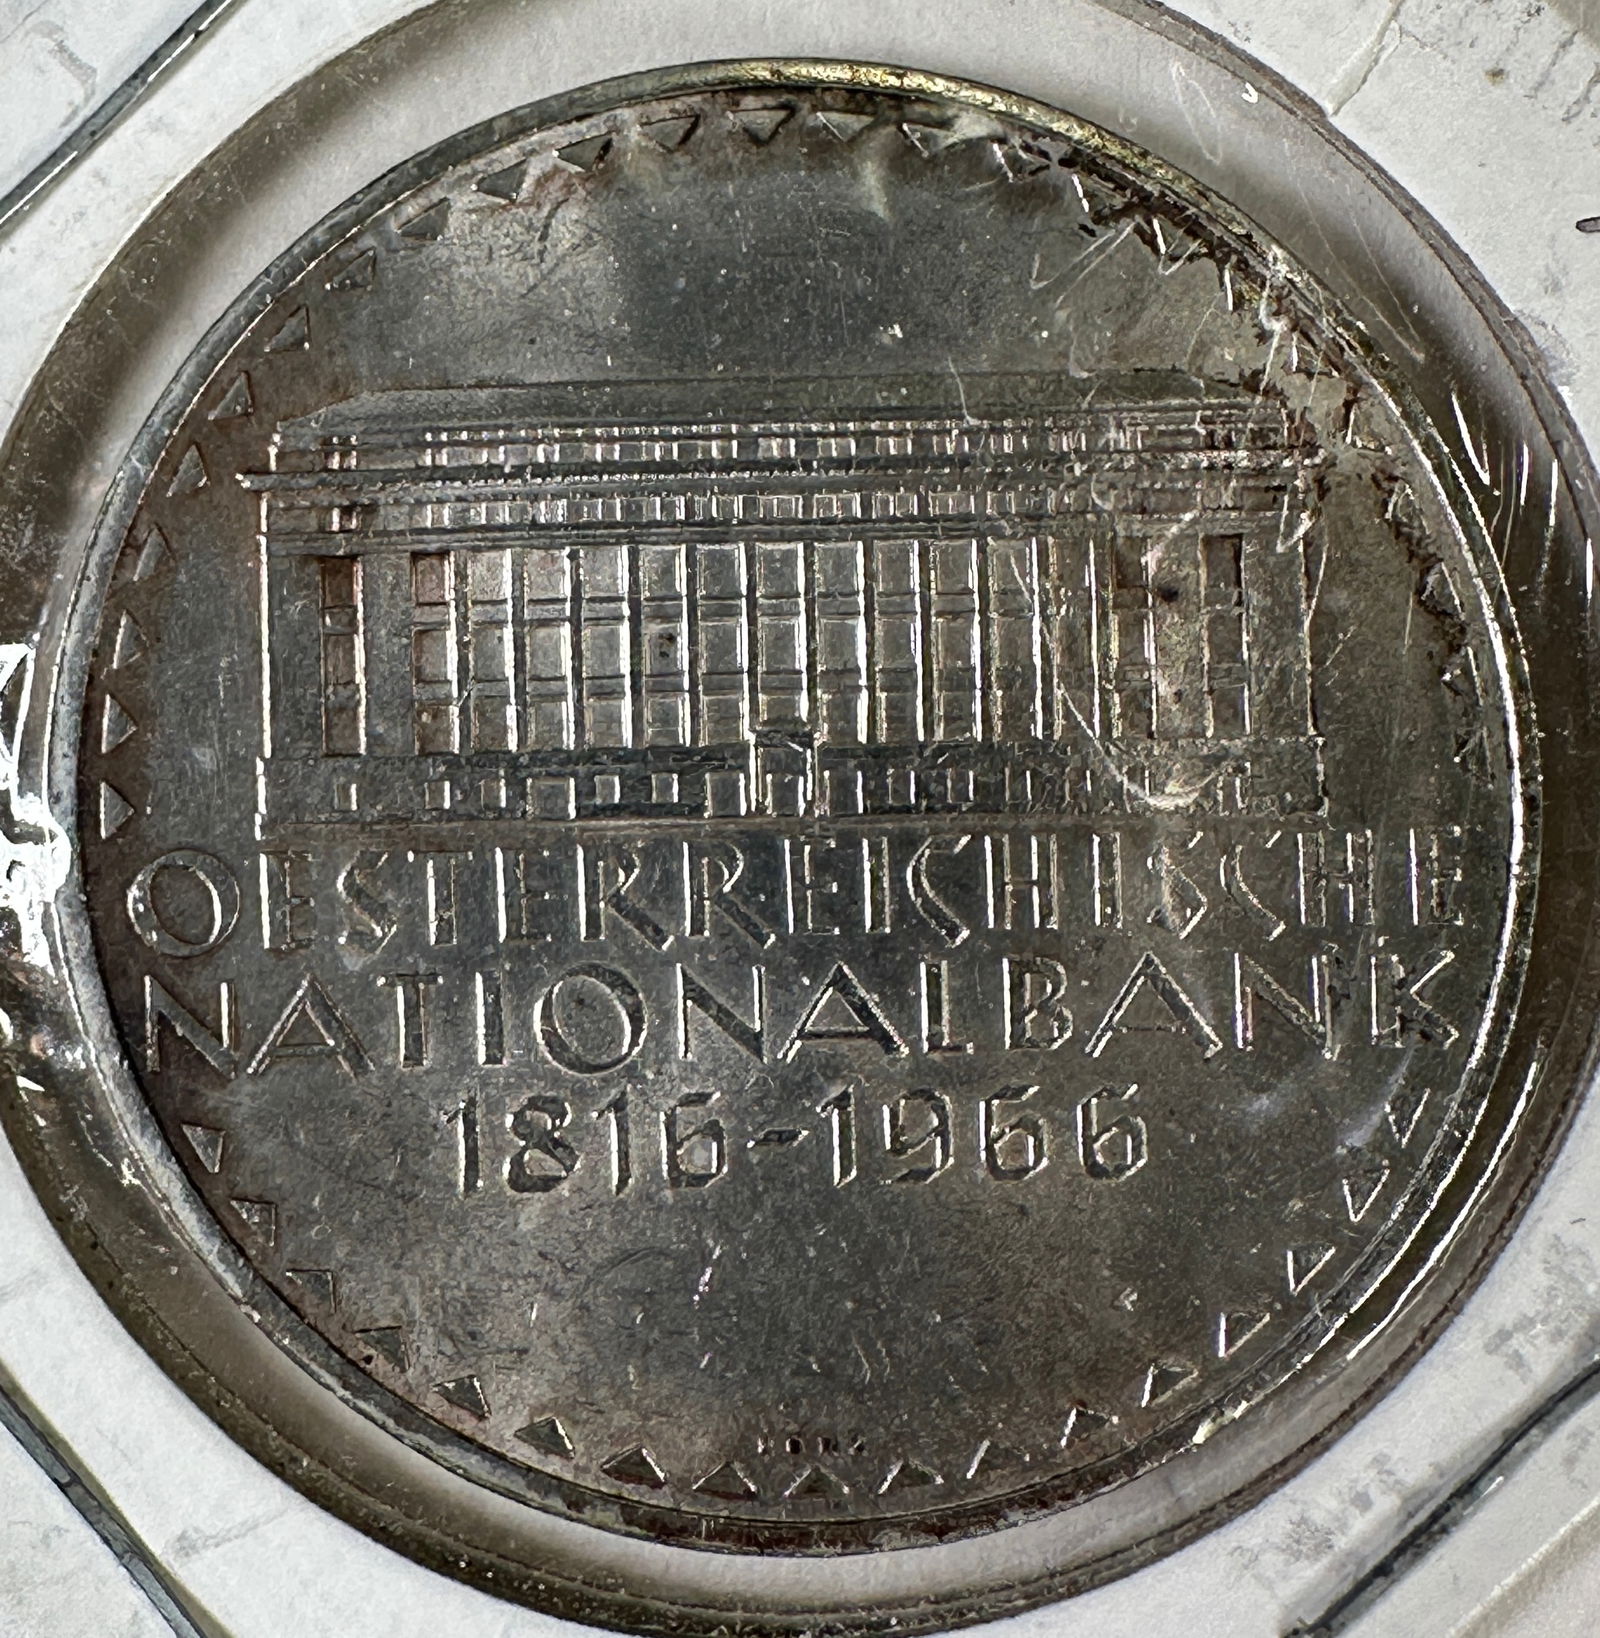 OESTERREICHISCHE
NATIONALBANK
1816-1966